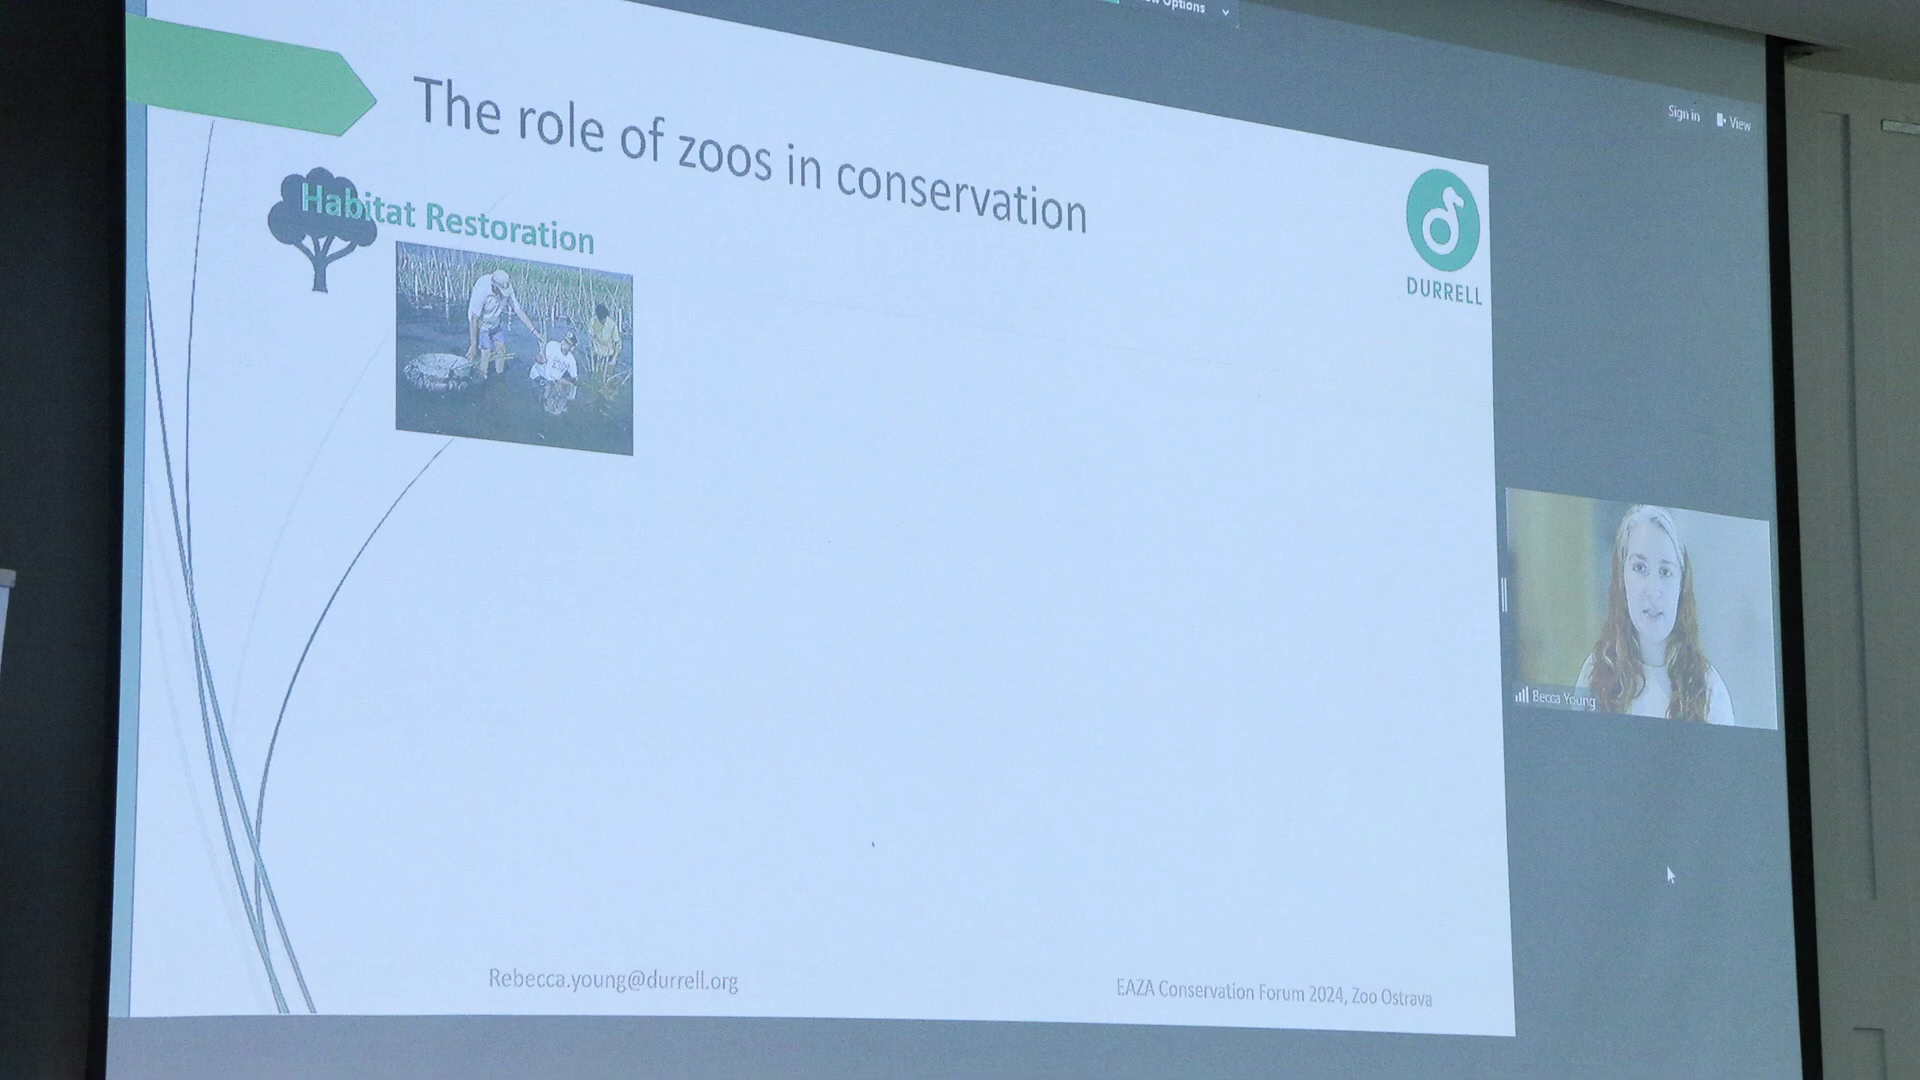 Options
Sign in
View
The role of zoos in conservation
Habitat Restoration
DURRELL
Becca Young
Rebecca.young@durrell.org
EAZA Conservation Forum 2024, Zoo Ostrava